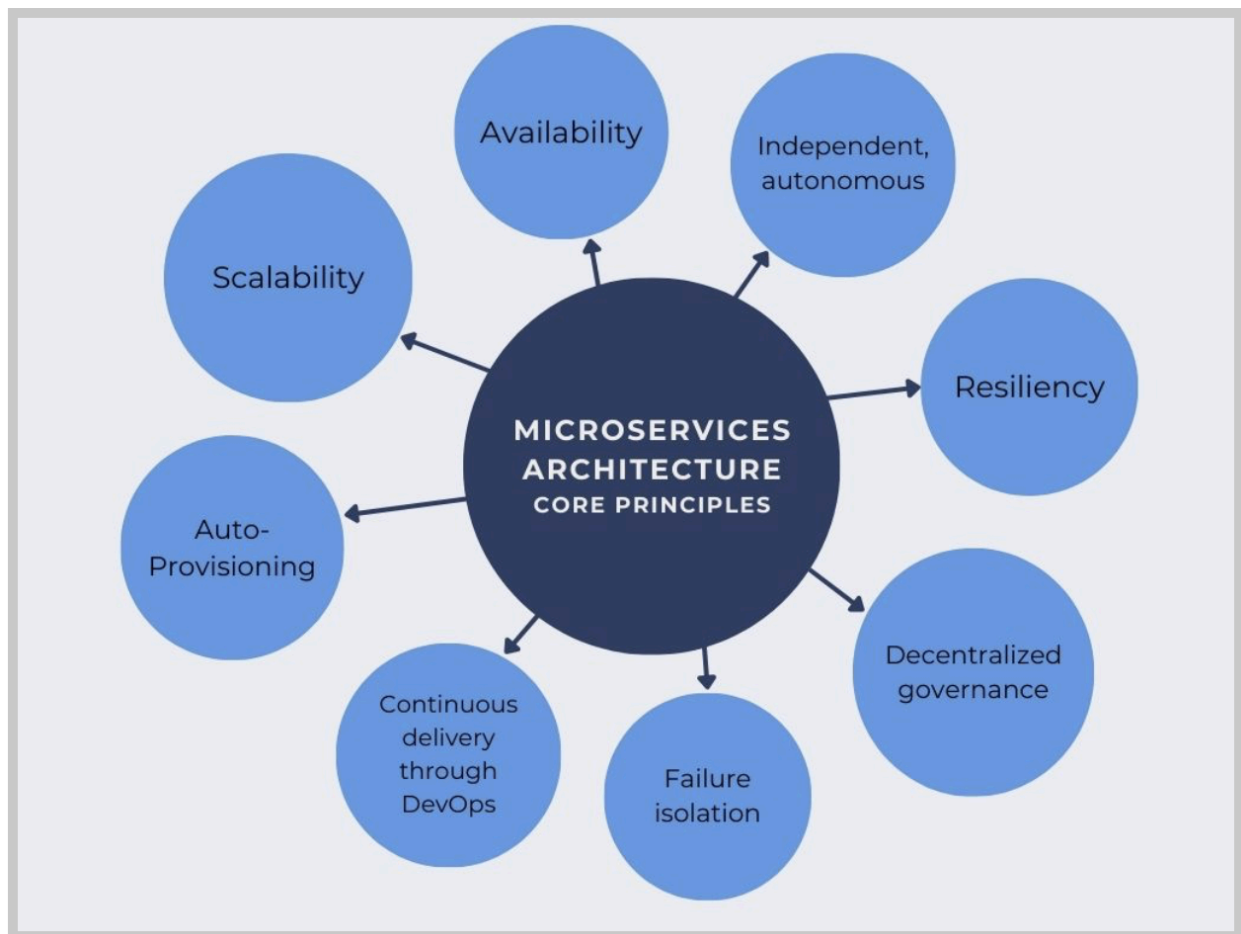 MICROSERVICES
ARCHITECTURE
CORE PRINCIPLES
Availability
Independent,
autonomous
Resiliency
Decentralized
governance
Failure
isolation
Continuous
delivery
through
DevOps
Auto-
Provisioning
Scalability